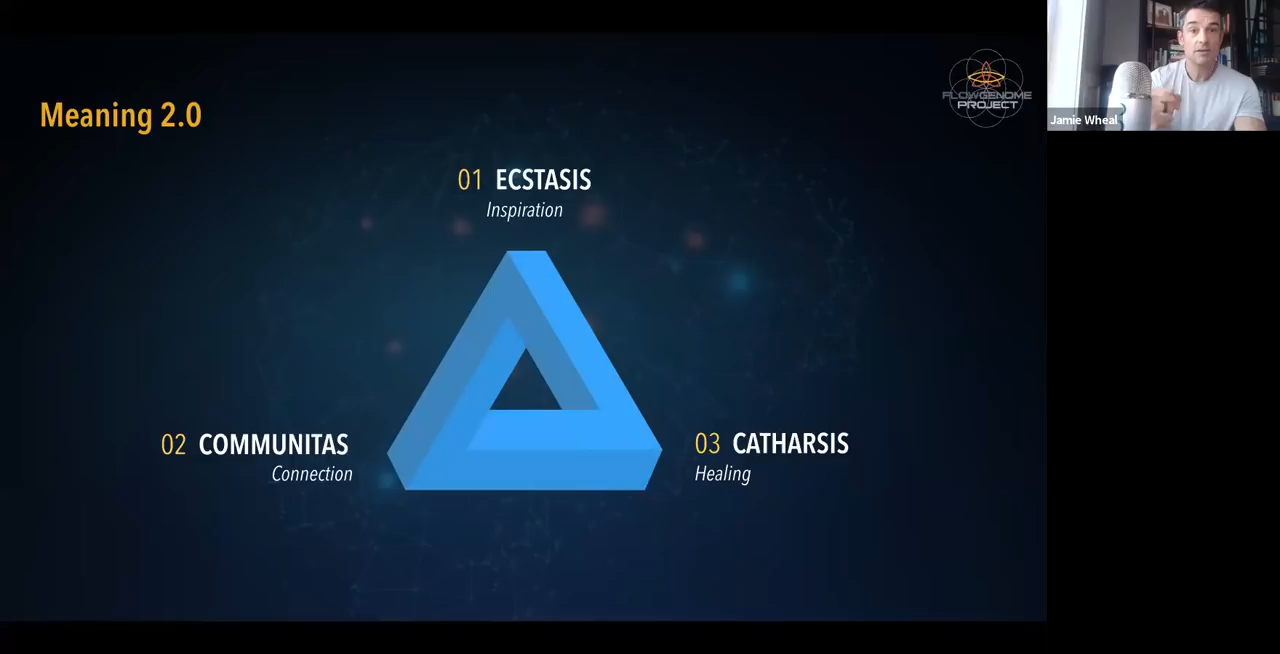 Meaning 2.0
FLOWGENOME
PROJECT
Jamie Wheal
01 ECSTASIS
Inspiration
02 COMMUNITAS
Connection
03 CATHARSIS
Healing